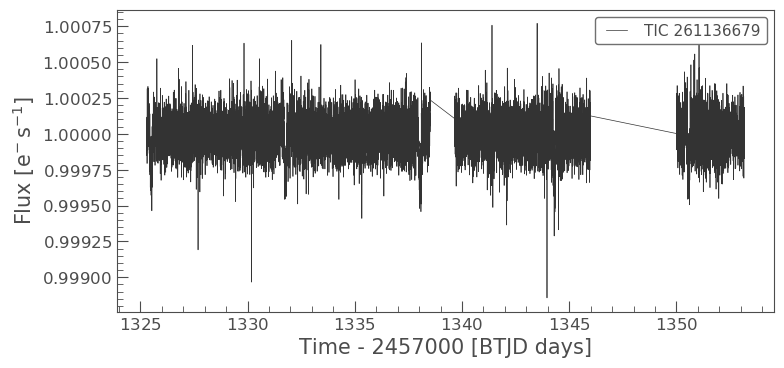 1.00075
1.00050
1.00025
1.00000
0.99975
0.99950
0.99925
0.99900
Flux [e⁻ s⁻¹]
TIC 261136679
1325 1330 1335 1340 1345 1350
Time - 2457000 [BTJD days]